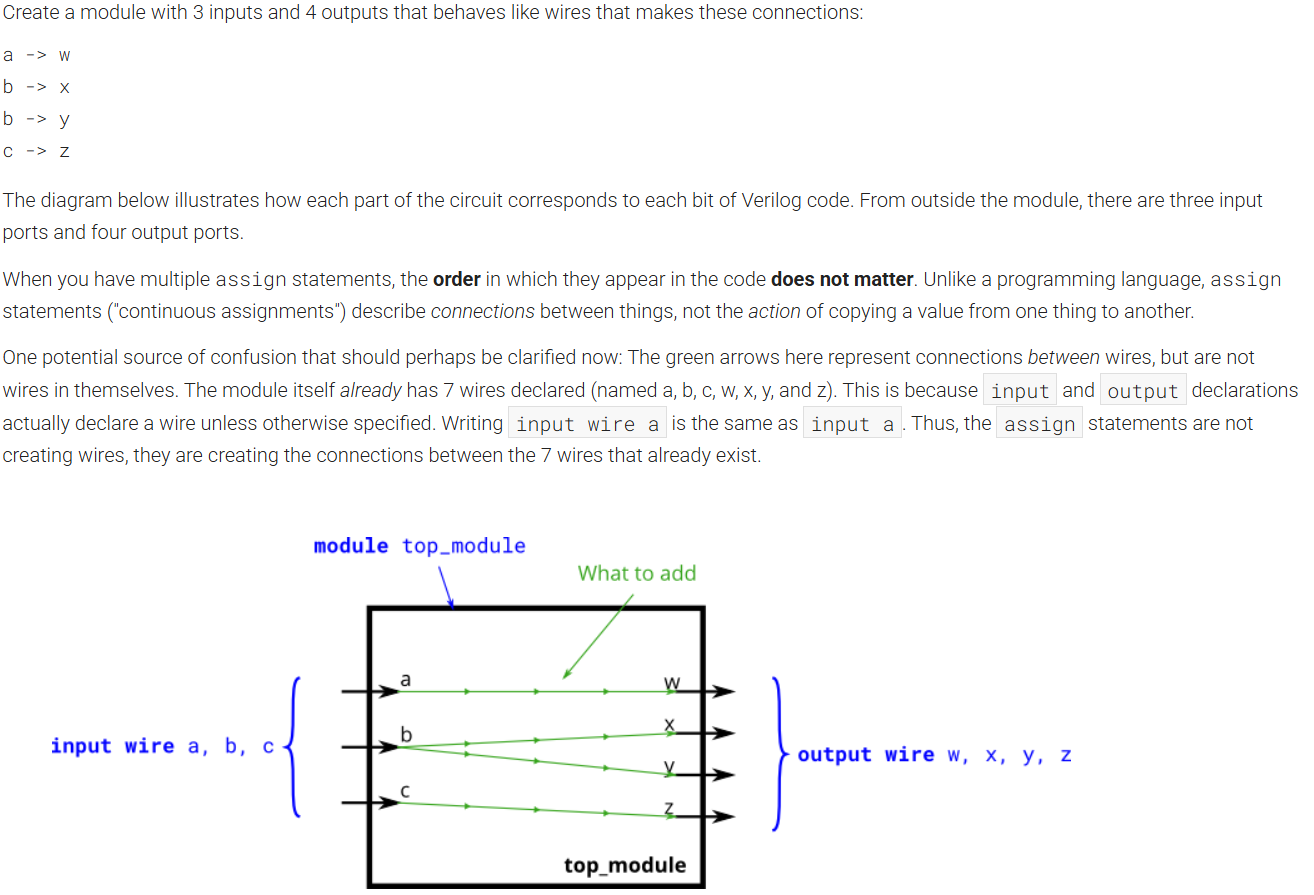 Create a module with 3 inputs and 4 outputs that behaves like wires that makes these connections:
a -> w
b -> x
b -> y
c -> z
The diagram below illustrates how each part of the circuit corresponds to each bit of Verilog code. From outside the module, there are three input
ports and four output ports.
When you have multiple assign statements, the order in which they appear in the code does not matter. Unlike a programming language, assign
statements ("continuous assignments") describe connections between things, not the action of copying a value from one thing to another.
One potential source of confusion that should perhaps be clarified now: The green arrows here represent connections between wires, but are not
wires in themselves. The module itself already has 7 wires declared (named a, b, c, w, x, y, and z). This is because input and output declarations
actually declare a wire unless otherwise specified. Writing input wire a is the same as input a. Thus, the assign statements are not
creating wires, they are creating the connections between the 7 wires that already exist.
module top_module
What to add
a
w
b
x
y
c
z
input wire a, b, c
output wire w, x, y, z
top_module